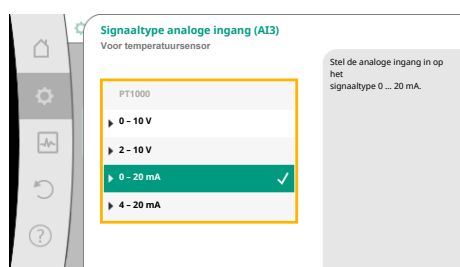 Signaaltype analoge ingang (AI3)
Voor temperatuursensor
PT1000
0 – 10 V
2 – 10 V
0 – 20 mA
4 – 20 mA
Stel de analoge ingang in op
het
signaaltype 0 ... 20 mA.
?